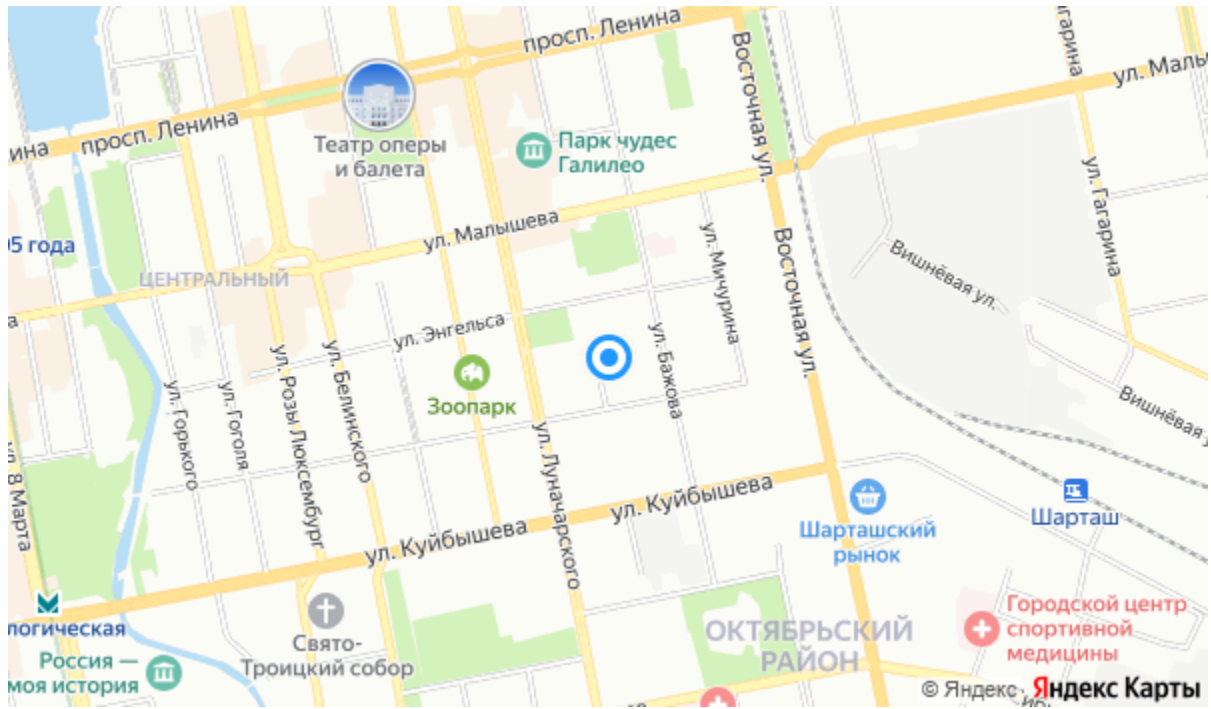 просп. Ленина
Восточная ул.
Гагарина
ул. Малы
ина
просп. Ленина
Театр оперы
и балета
Парк чудес
Галилео
ул. Малышева
ул. Гагарина
05 года
ЦЕНТРАЛЬНЫЙ
ул. Мичурина
Восточная ул.
Вишнёвая ул.
а
ул. Энгельса
ул. Бажова
Зоопарк
ул. Горького
ул. Гоголя
ул. Розы Люксембург
ул. Белинского
ул. Луначарского
Вишнёвая у
ул. 8 Марта
ул. Куйбышева
ул. Куйбышева
Шарташский
рынок
Шарташ
логическая
Свято-
Троицкий собор
Россия —
моя история
ОКТЯБРЬСКИЙ
РАЙОН
Городской центр
спортивной
медицины
© Яндекс
Яндекс Карты